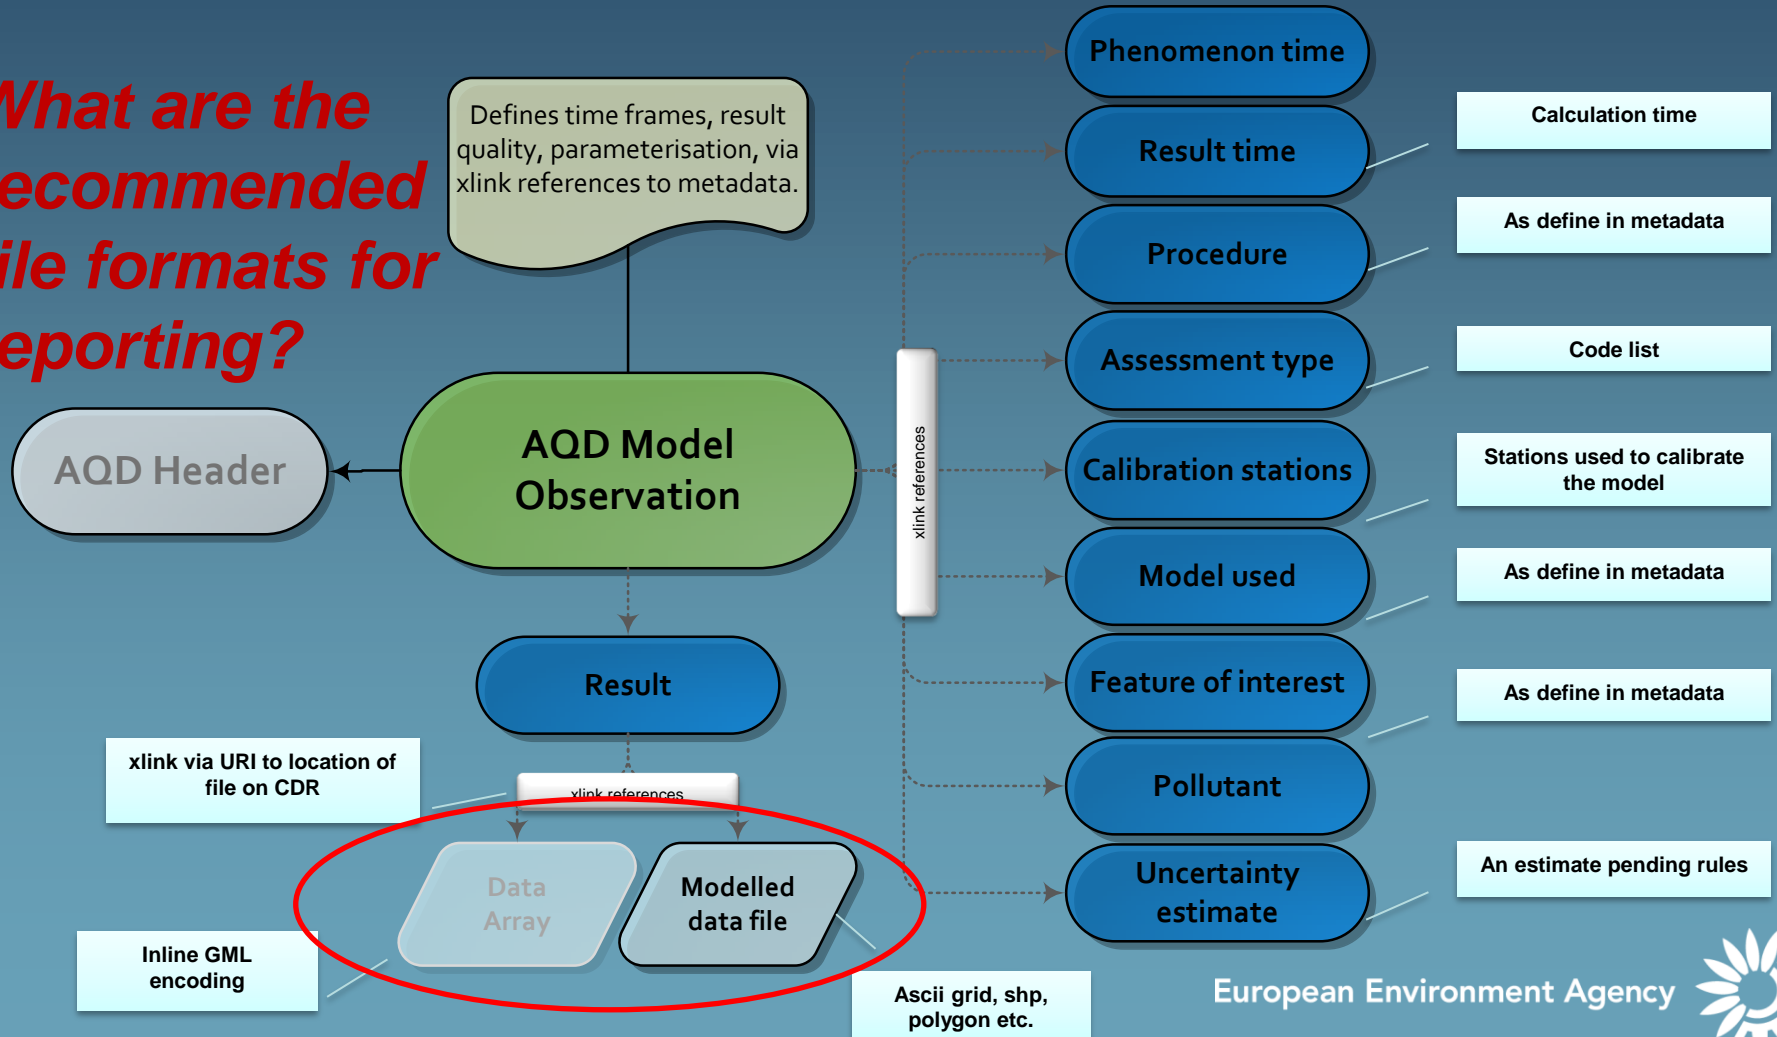 What are the
recommended
file formats for
reporting?
Defines time frames, result
quality, parameterisation, via
xlink references to metadata.
AQD Header
AQD Model
Observation
xlink references
Phenomenon time
Result time
Calculation time
Procedure
As define in metadata
Assessment type
Code list
Calibration stations
Stations used to calibrate
the model
Model used
As define in metadata
Feature of interest
As define in metadata
Pollutant
Uncertainty
estimate
An estimate pending rules
Result
xlink via URI to location of
file on CDR
xlink references
Data
Array
Modelled
data file
Inline GML
encoding
Ascii grid, shp,
polygon etc.
European Environment Agency